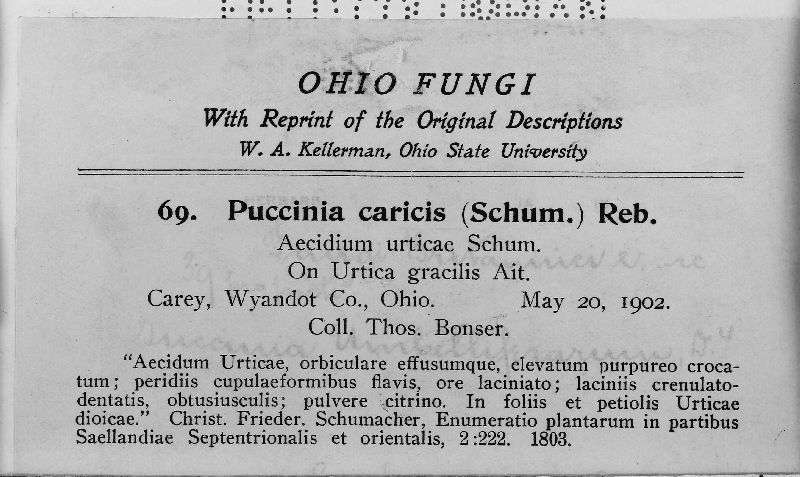 OHIO FUNGI
With Reprint of the Original Descriptions
W. A. Kellerman, Ohio State University
69. Puccinia caricis (Schum.) Reb.
Aecidium urticae Schum.
On Urtica gracilis Ait.
Carey, Wyandot Co., Ohio. May 20, 1902.
Coll. Thos. Bonser.
"Aecidum Urticae, orbiculare effusumque, elevatum purpureo croca-
tum; peridiis cupulaeformibus flavis, ore laciniato; laciniis crenulato-
dentatis, obtusiusculis; pulvere citrino. In foliis et petiolis Urticae
dioicae." Christ. Frieder. Schumacher, Enumeratio plantarum in partibus
Saellandiae Septentrionalis et orientalis, 2:222. 1803.